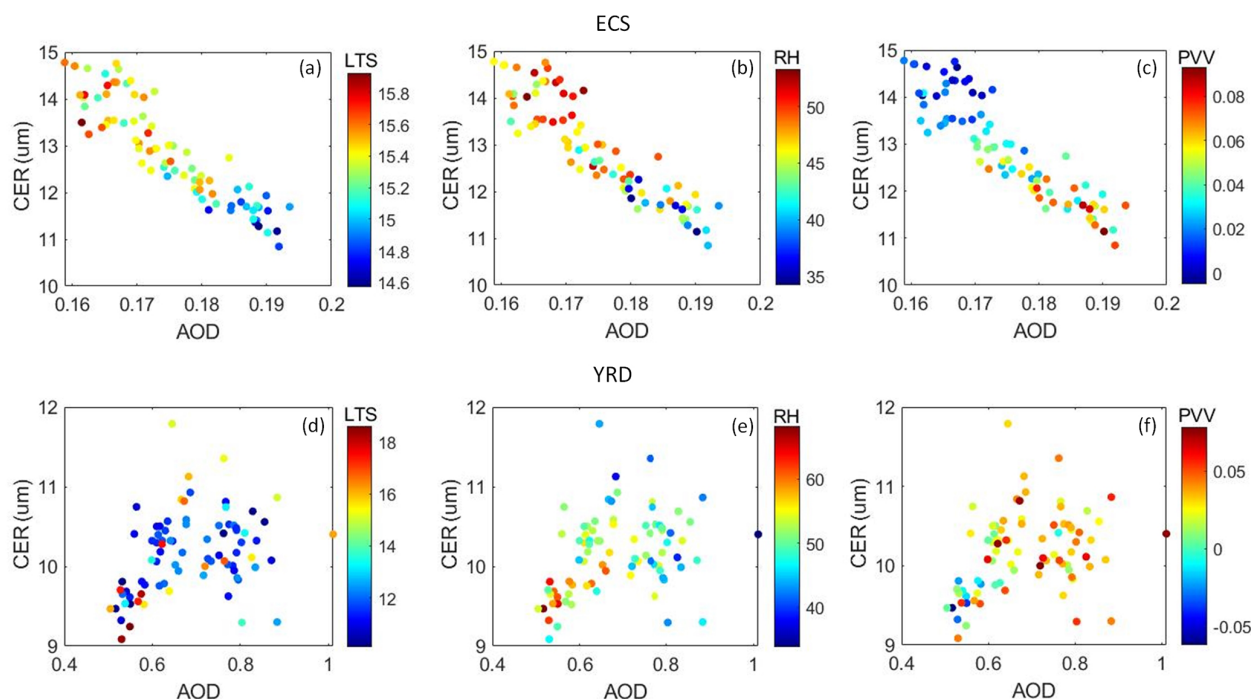 ECS
15 14 13 12 11 10
CER (um)
0.16 0.17 0.18 0.19 0.2
AOD
(a)
LTS
15.8 15.6 15.4 15.2 15 14.8 14.6
15 14 13 12 11 10
CER (um)
0.16 0.17 0.18 0.19 0.2
AOD
(b)
RH
50 45 40 35
15 14 13 12 11 10
CER (um)
0.16 0.17 0.18 0.19 0.2
AOD
(c)
PVV
0.08 0.06 0.04 0.02 0
YRD
12 11 10 9
CER (um)
0.4 0.6 0.8 1
AOD
(d)
LTS
18 16 14 12
12 11 10 9
CER (um)
0.4 0.6 0.8 1
AOD
(e)
RH
60 50 40
12 11 10 9
CER (um)
0.4 0.6 0.8 1
AOD
(f)
PVV
0.05 0 -0.05